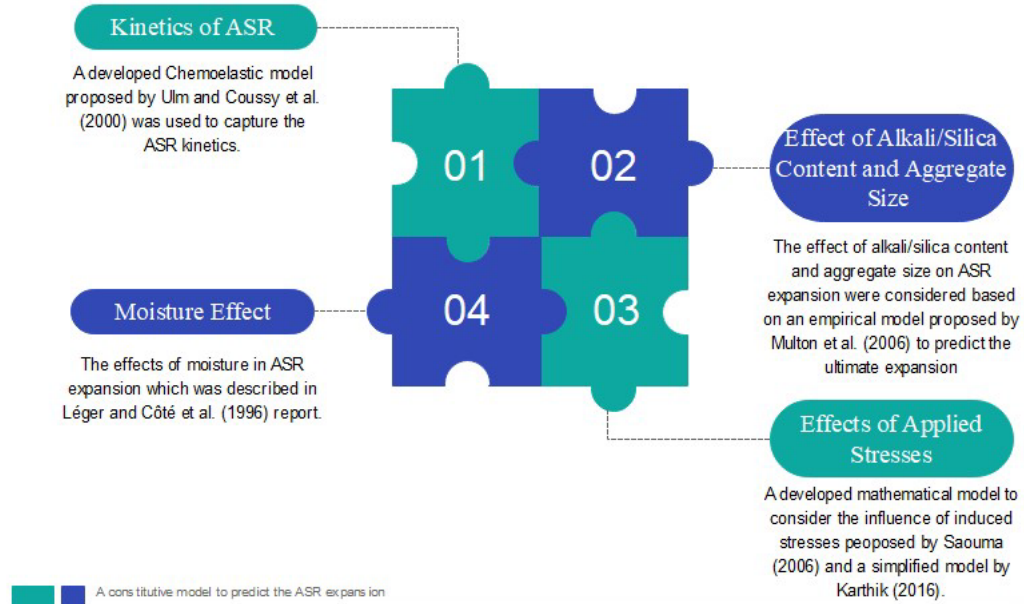 Kinetics of ASR
A developed Chemoelastic model
proposed by Ulm and Coussy et al.
(2000) was used to capture the
ASR kinetics.
01
02
Effect of Alkali/Silica
Content and Aggregate
Size
The effect of alkali/silica content
and aggregate size on ASR
expansion were considered based
on an empirical model proposed by
Multon et al. (2006) to predict the
ultimate expansion
Moisture Effect
The effects of moisture in ASR
expansion which was described in
Léger and Côté et al. (1996) report.
04
03
Effects of Applied
Stresses
A developed mathematical model to
consider the influence of induced
stresses peoposed by Saouma
(2006) and a simplified model by
Karthik (2016).
A constitutive model to predict the ASR expansion